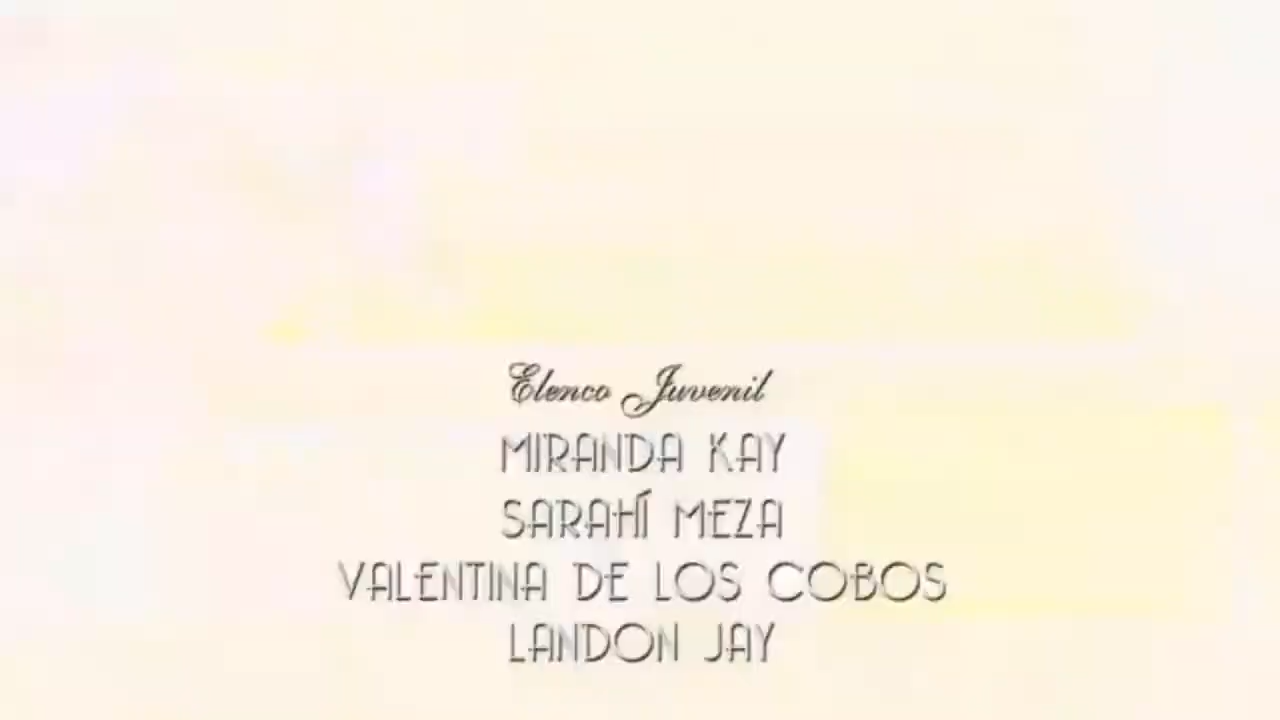 Elenco Juvenil
MIRANDA KAY
SARAHÍ MEZA
VALENTINA DE LOS COBOS
LANDON JAY